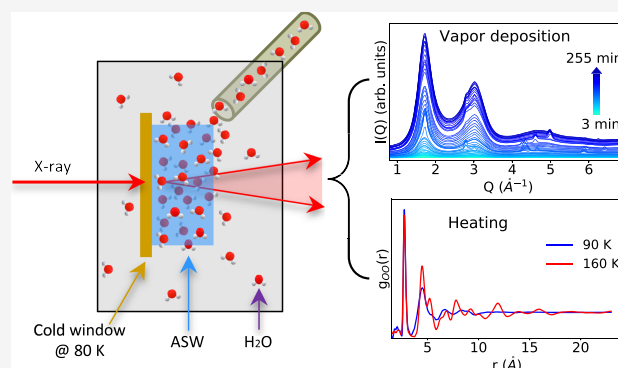 X-ray
Cold window
@ 80 K
ASW
H₂O
Vapor deposition
255 min
3 min
I(Q) (arb. units)
1 2 3 4 5 6
Q (Å⁻¹)
Heating
90 K
160 K
gOO(r)
5 10 15 20
r (Å)